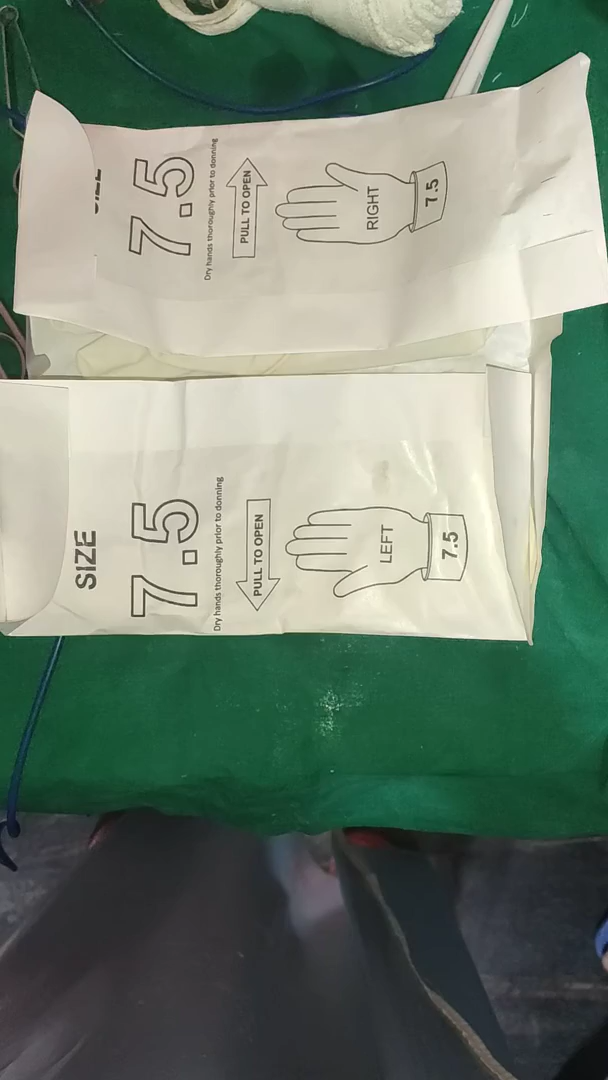 SIZE
7.5
Dry hands thoroughly prior to donning
PULL TO OPEN
LEFT
7.5
SIZE
7.5
Dry hands thoroughly prior to donning
PULL TO OPEN
RIGHT
7.5